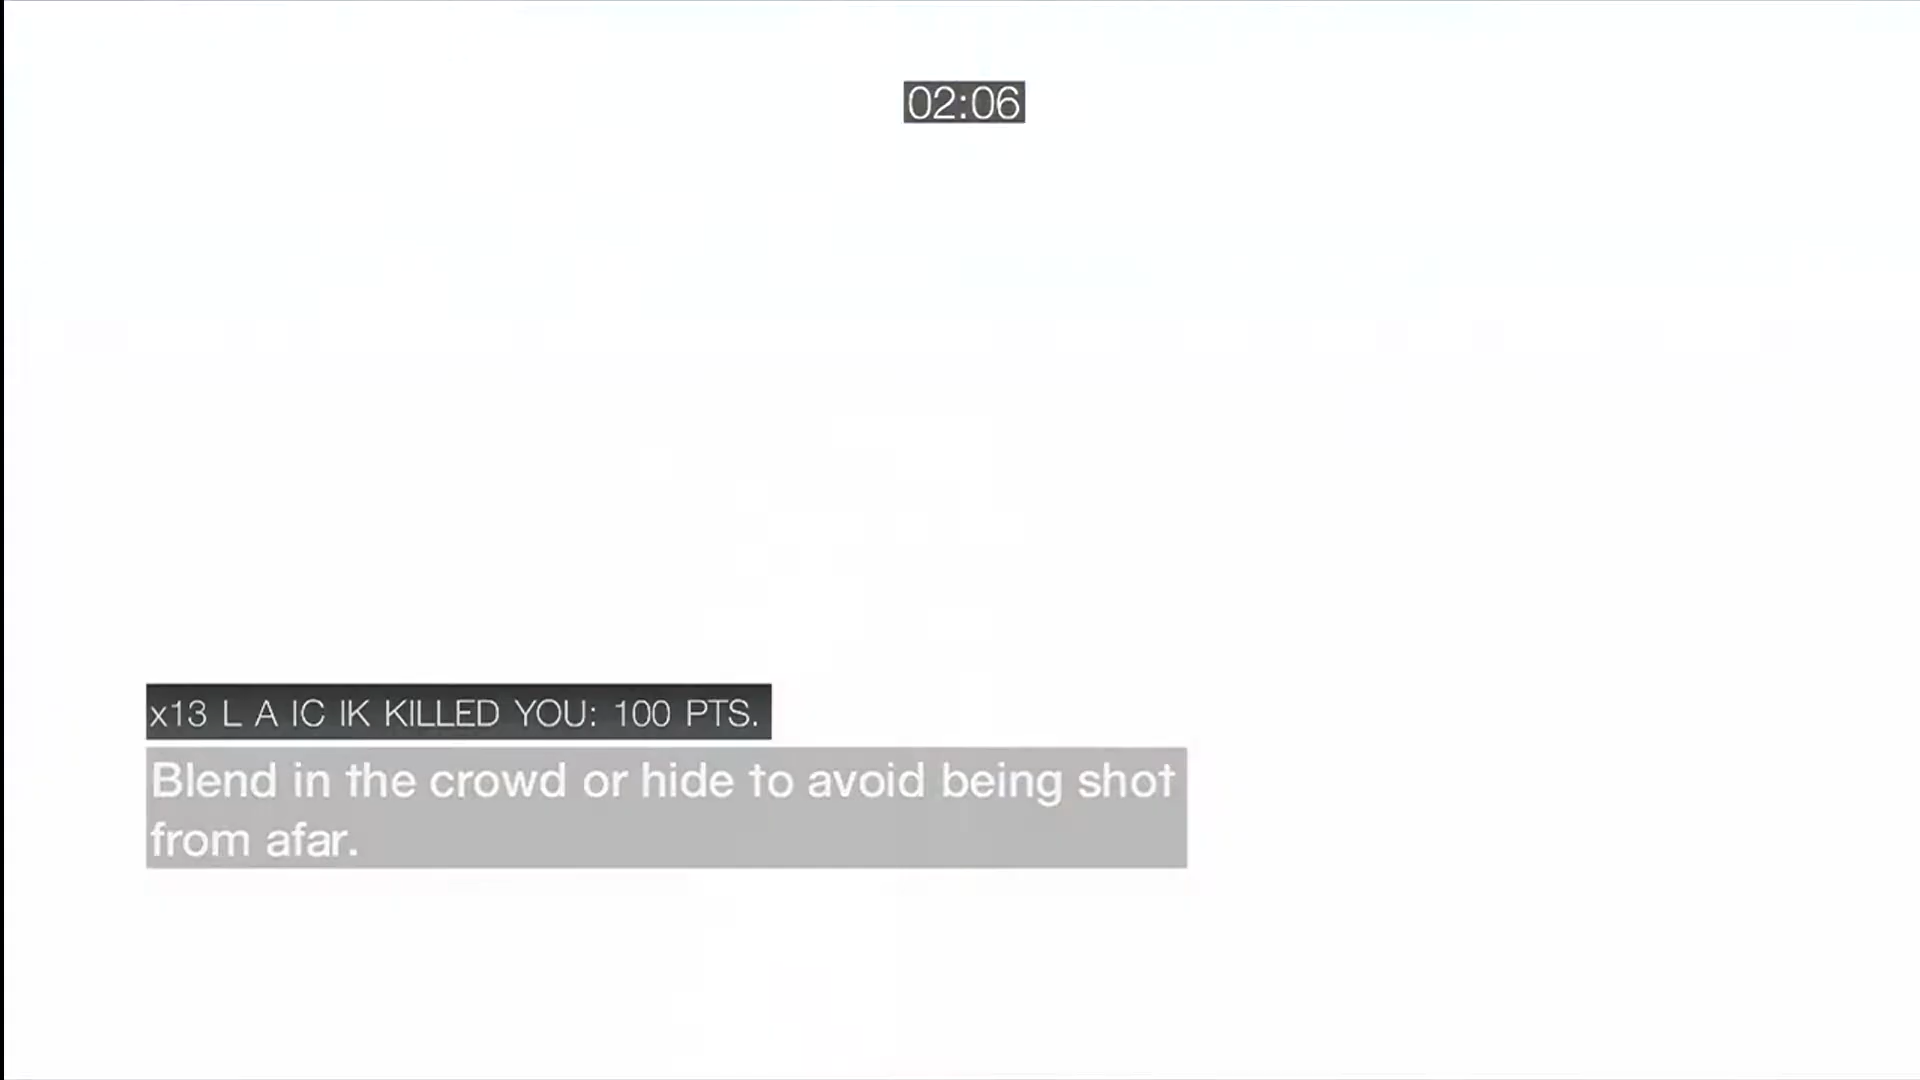 02:06
x13 L A IC IK KILLED YOU: 100 PTS.
Blend in the crowd or hide to avoid being shot
from afar.